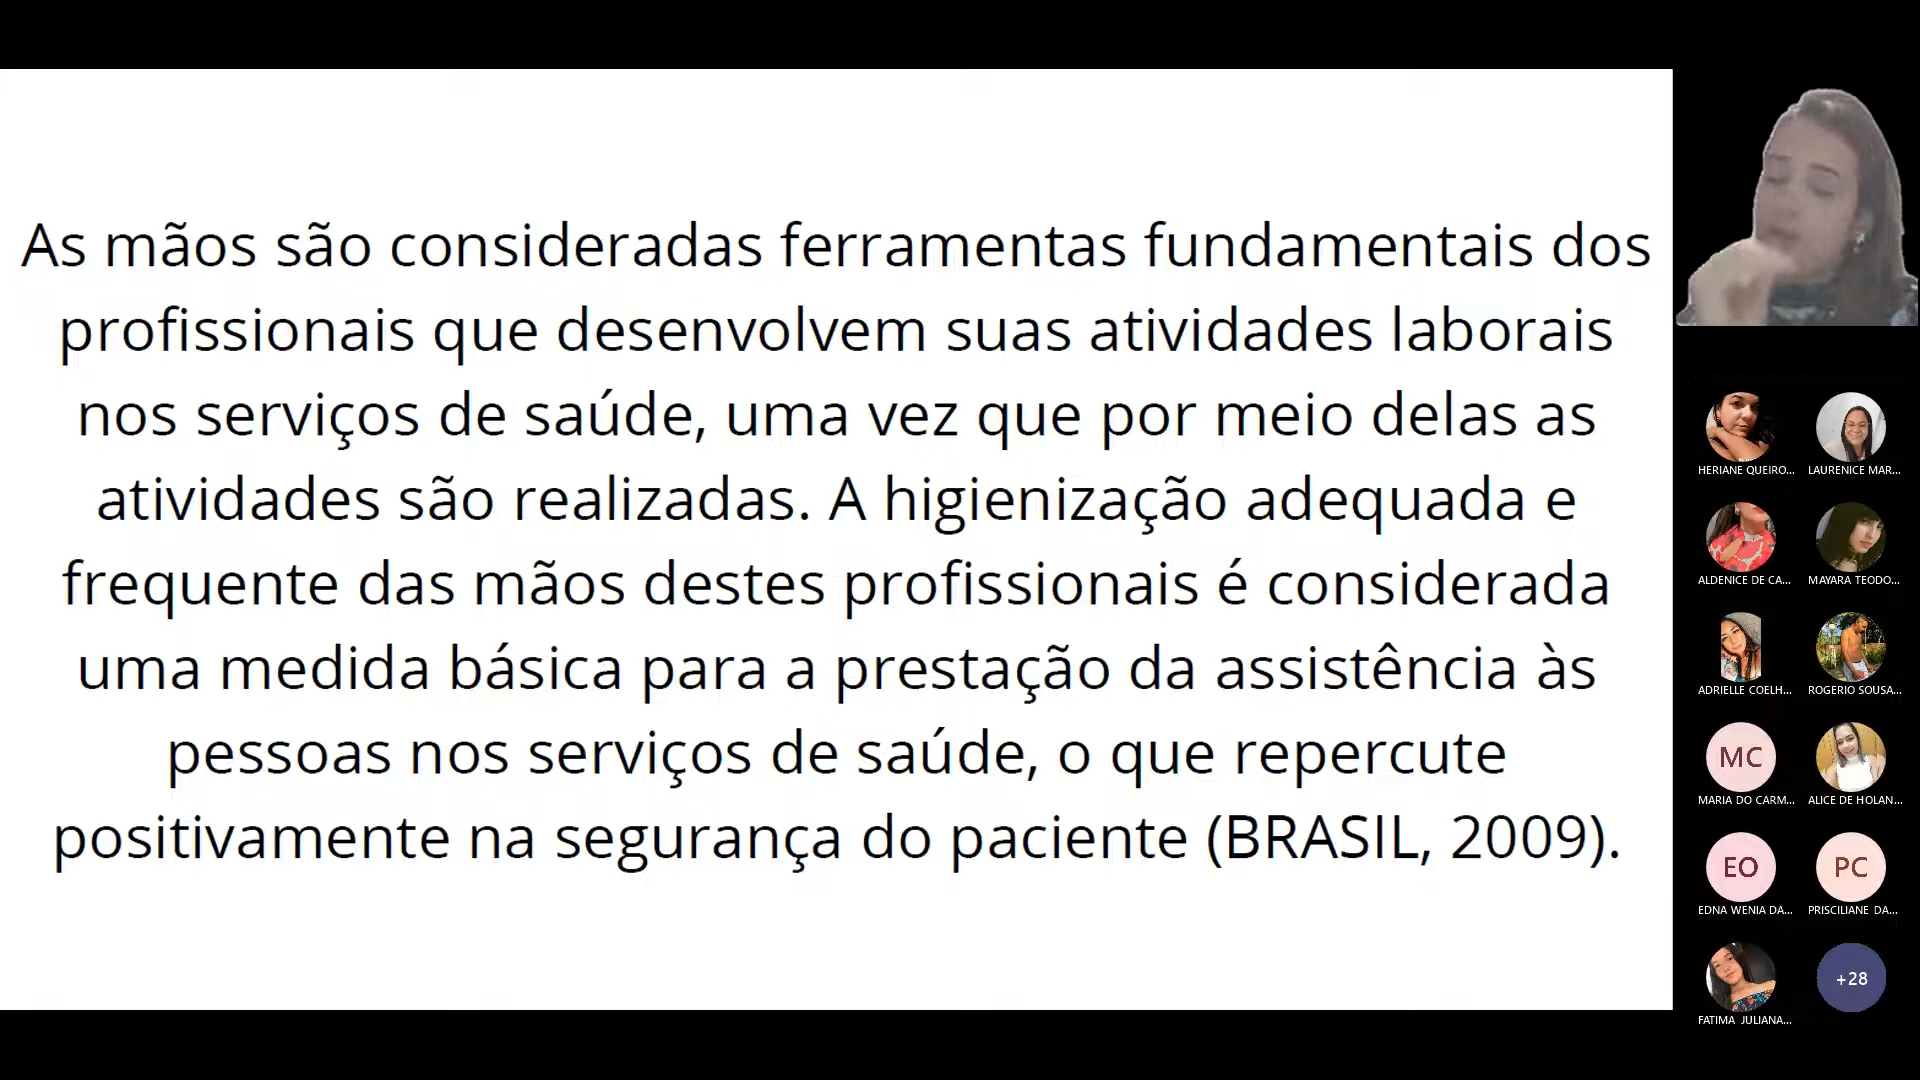 As mãos são consideradas ferramentas fundamentais dos
profissionais que desenvolvem suas atividades laborais
nos serviços de saúde, uma vez que por meio delas as
atividades são realizadas. A higienização adequada e
frequente das mãos destes profissionais é considerada
uma medida básica para a prestação da assistência às
pessoas nos serviços de saúde, o que repercute
positivamente na segurança do paciente (BRASIL, 2009).
HERIANE QUEIRO...
LAURENICE MAR...
ALDENICE DE CA...
MAYARA TEODO...
ADRIELLE COELH...
ROGERIO SOUSA...
MC
MARIA DO CARM...
ALICE DE HOLAN...
EO
EDNA WENIA DA...
PC
PRISCILIANE DA...
FATIMA JULIANA...
+28